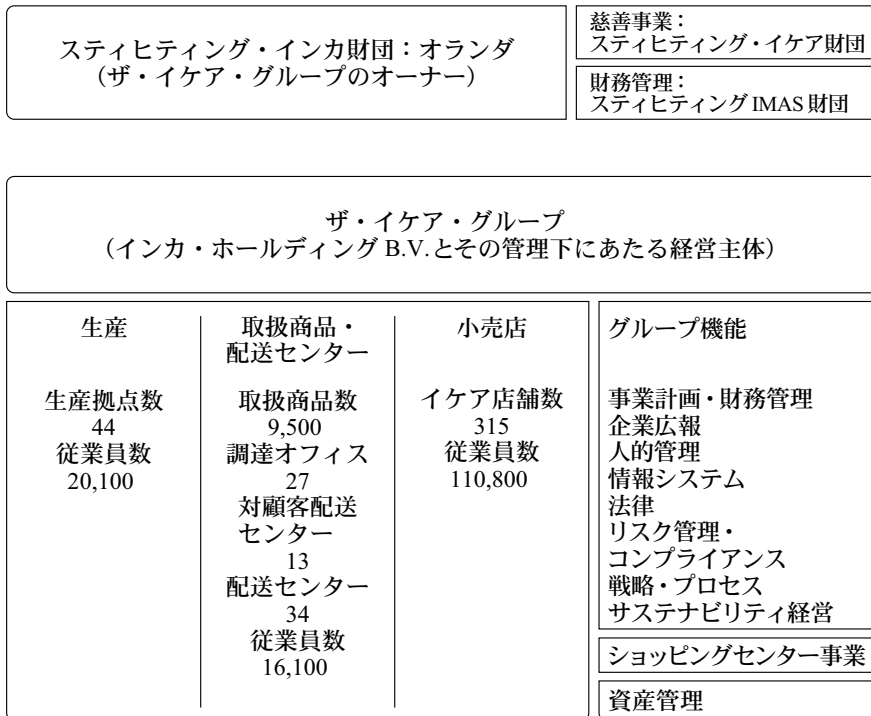 スティヒティング・インカ財団：オランダ
（ザ・イケア・グループのオーナー）
慈善事業：
スティヒティング・イケア財団
財務管理：
スティヒティング IMAS 財団
ザ・イケア・グループ
（インカ・ホールディング B.V.とその管理下にあたる経営主体）
生産
生産拠点数
44
従業員数
20,100
取扱商品・
配送センター
取扱商品数
9,500
調達オフィス
27
対顧客配送
センター
13
配送センター
34
従業員数
16,100
小売店
イケア店舗数
315
従業員数
110,800
グループ機能
事業計画・財務管理
企業広報
人的管理
情報システム
法律
リスク管理・
コンプライアンス
戦略・プロセス
サステナビリティ経営
ショッピングセンター事業
資産管理